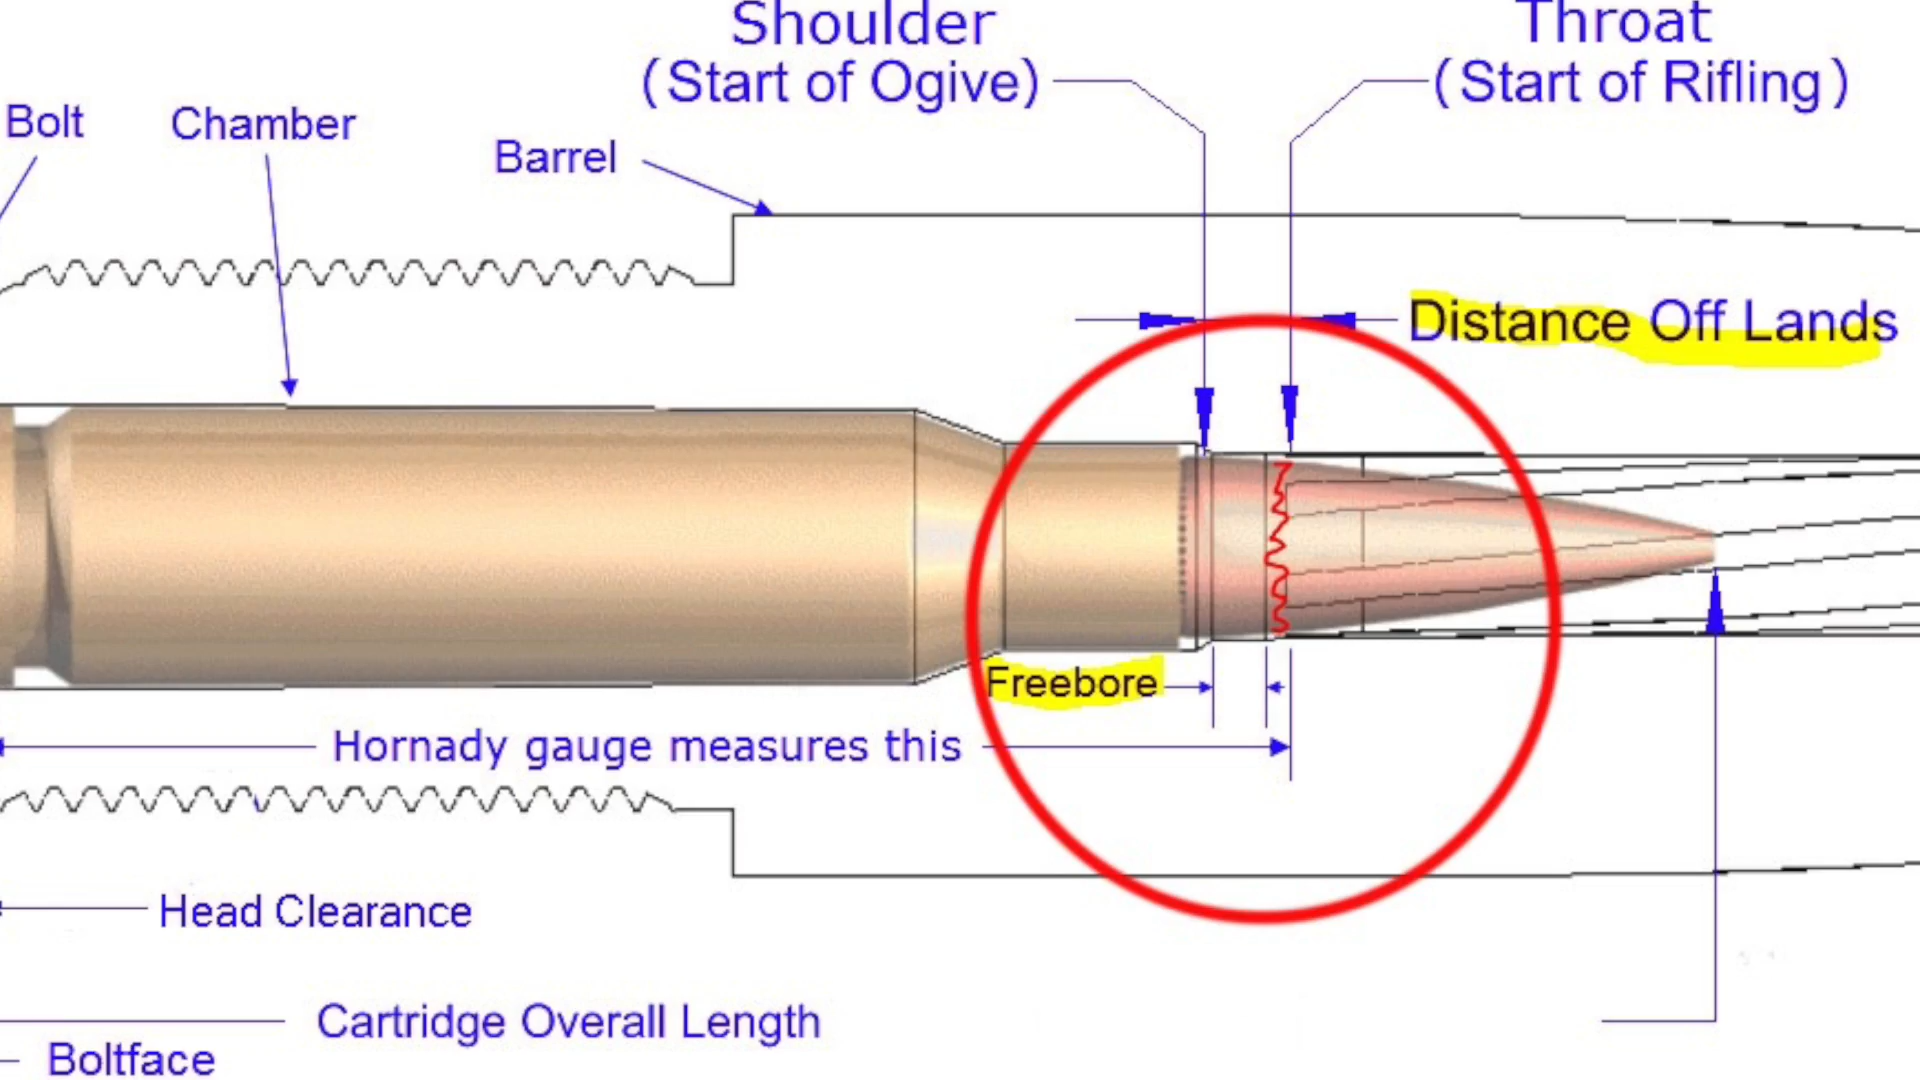 Shoulder
(Start of Ogive)
Throat
(Start of Rifling)
Bolt
Chamber
Barrel
Distance Off Lands
Freebore
Hornady gauge measures this
Head Clearance
Cartridge Overall Length
Boltface